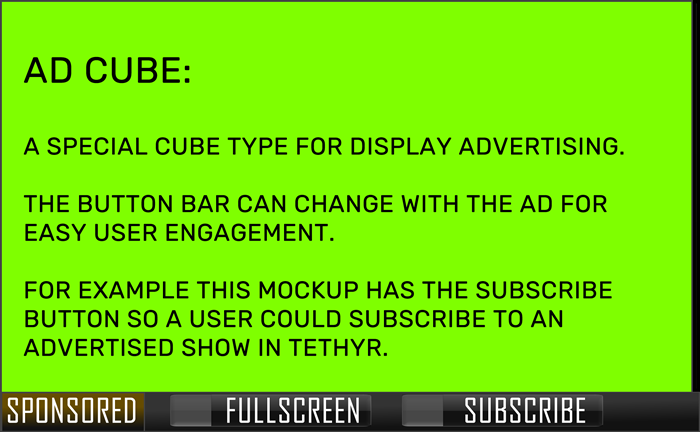 AD CUBE:
A SPECIAL CUBE TYPE FOR DISPLAY ADVERTISING.
THE BUTTON BAR CAN CHANGE WITH THE AD FOR
EASY USER ENGAGEMENT.
FOR EXAMPLE THIS MOCKUP HAS THE SUBSCRIBE
BUTTON SO A USER COULD SUBSCRIBE TO AN
ADVERTISED SHOW IN TETHYR.
SPONSORED FULLSCREEN SUBSCRIBE